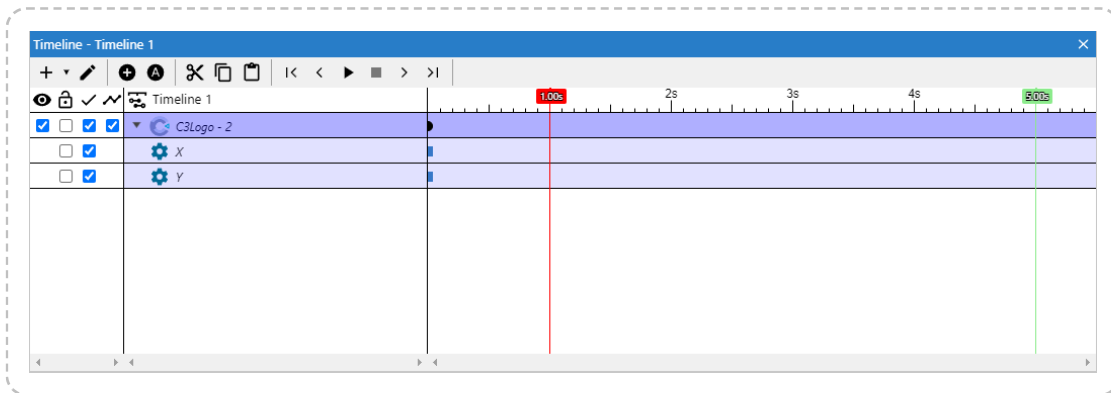 Timeline - Timeline 1
Timeline 1
1.00s 2s 3s 4s 5.00s
C3Logo - 2
X
Y